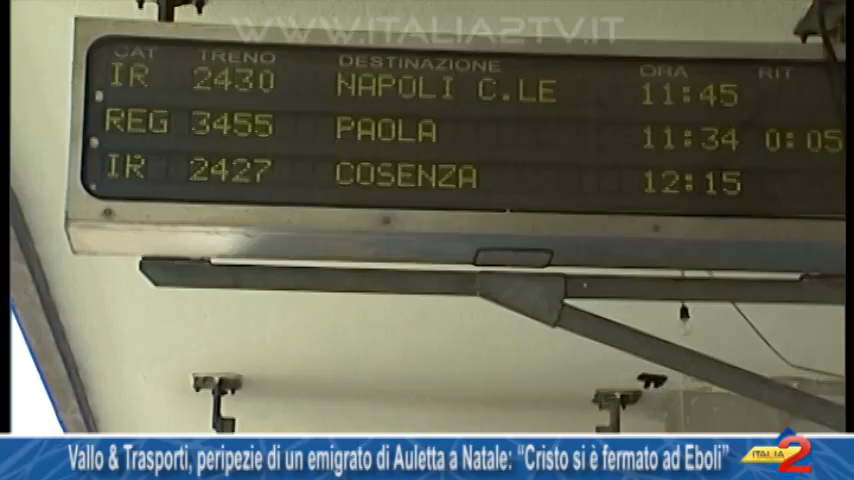 WWW.ITALIA2TV.IT
CAT TRENO DESTINAZIONE ORA RIT
IR 2430 NAPOLI C.LE 11:45
REG 3455 PAOLA 11:34 0:05
IR 2427 COSENZA 12:15
Vallo & Trasporti, peripezie di un emigrato di Auletta a Natale: “Cristo si è fermato ad Eboli”
ITALIA 2